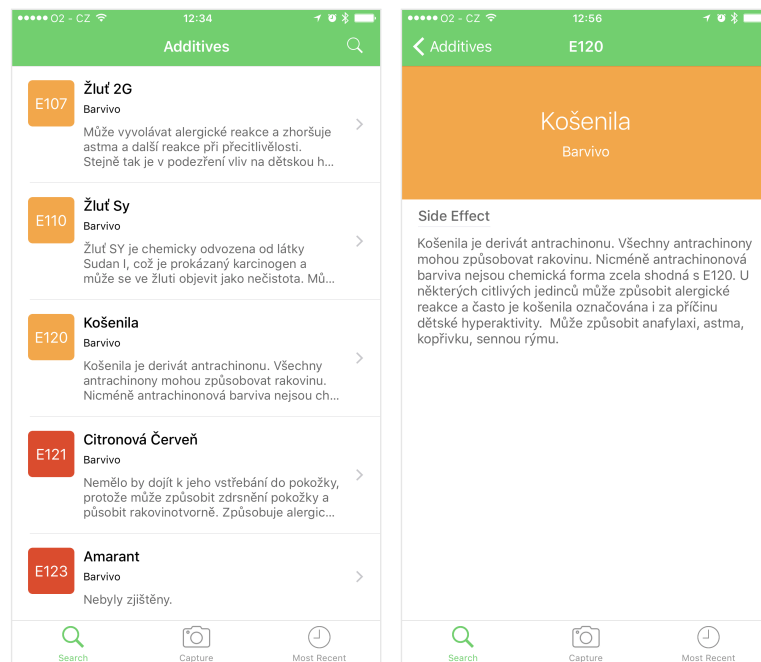 O2 - CZ 12:34
Additives
E107
Žluť 2G
Barvivo
Může vyvolávat alergické reakce a zhoršuje
astma a další reakce při přecitlivělosti.
Stejně tak je v podezření vliv na dětskou h...
E110
Žluť Sy
Barvivo
Žluť SY je chemicky odvozena od látky
Sudan I, což je prokázaný karcinogen a
může se ve žluti objevit jako nečistota. Mů...
E120
Košenila
Barvivo
Košenila je derivát antrachinonu. Všechny
antrachinony mohou způsobovat rakovinu.
Nicméně antrachinonová barviva nejsou ch...
E121
Citronová Červeň
Barvivo
Nemělo by dojít k jeho vstřebání do pokožky,
protože může způsobit zdrsnění pokožky a
působit rakovinotvorně. Způsobuje alergic...
E123
Amarant
Barvivo
Nebyly zjištěny.
Search Capture Most Recent
O2 - CZ 12:56
Additives E120
Košenila
Barvivo
Side Effect
Košenila je derivát antrachinonu. Všechny antrachinony
mohou způsobovat rakovinu. Nicméně antrachinonová
barviva nejsou chemická forma zcela shodná s E120. U
některých citlivých jedinců může způsobit alergické
reakce a často je košenila označována i za příčinu
dětské hyperaktivity.  Může způsobit anafylaxi, astma,
kopřivku, sennou rýmu.
Search Capture Most Recent